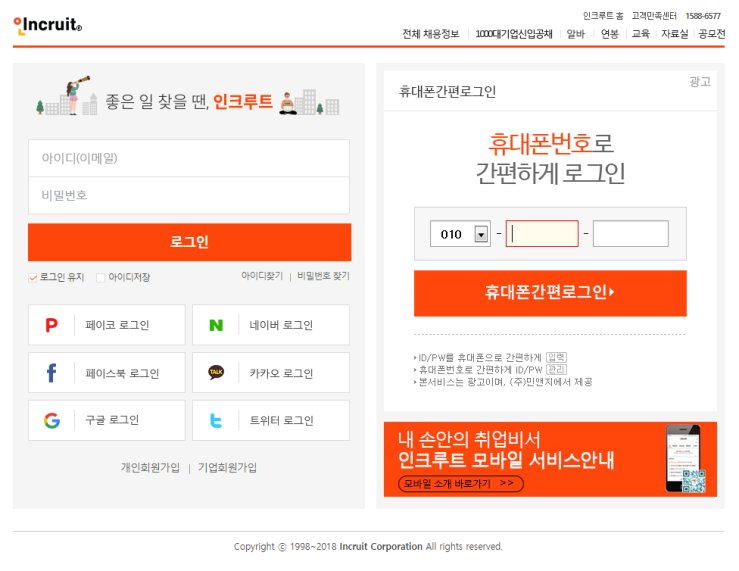 Incruit
인크루트 홈 고객만족센터 1588-6577
전체 채용정보 | 1000대기업신입공채 | 알바 | 연봉 | 교육 | 자료실 | 공모전
좋은 일 찾을 땐, 인크루트
아이디(이메일)
비밀번호
로그인
로그인 유지 아이디저장 아이디찾기 | 비밀번호 찾기
P 페이코 로그인
N 네이버 로그인
f 페이스북 로그인
TALK 카카오 로그인
G 구글 로그인
트위터 로그인
개인회원가입 | 기업회원가입
휴대폰간편로그인 광고
휴대폰번호로
간편하게 로그인
010 - -
휴대폰간편로그인
ID/PW를 휴대폰으로 간편하게 입력
휴대폰번호로 간편하게 ID/PW 관리
본서비스는 광고이며, (주)민앤지에서 제공
내 손안의 취업비서
인크루트 모바일 서비스안내
모바일 소개 바로가기 >>
Copyright ⓒ 1998~2018 Incruit Corporation All rights reserved.